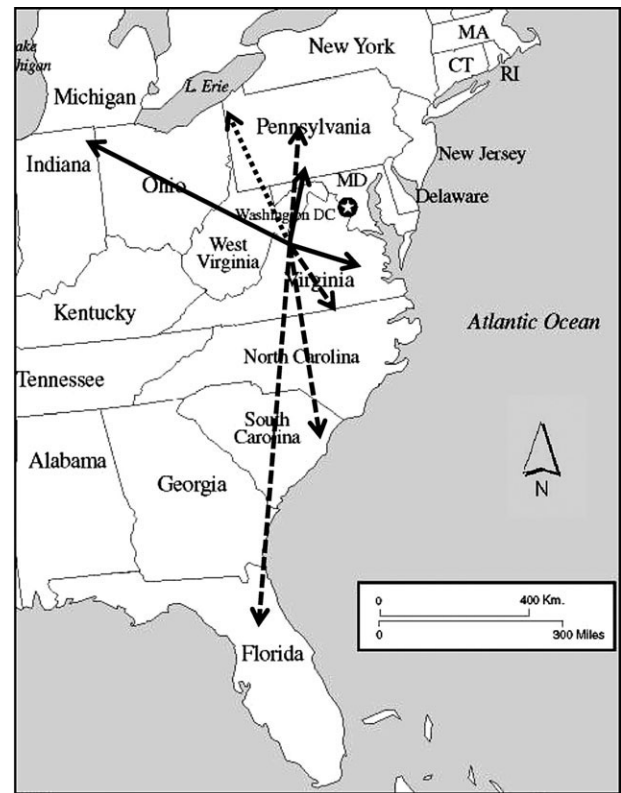 MA
New York
CT
RI
ake
higan
L. Erie
Michigan
Pennsylvania
New Jersey
Indiana
Ohio
MD
Delaware
Washington DC
West
Virginia
Virginia
Kentucky
Atlantic Ocean
North Carolina
Tennessee
South
Carolina
Alabama
Georgia
N
0 400 Km.
0 300 Miles
Florida